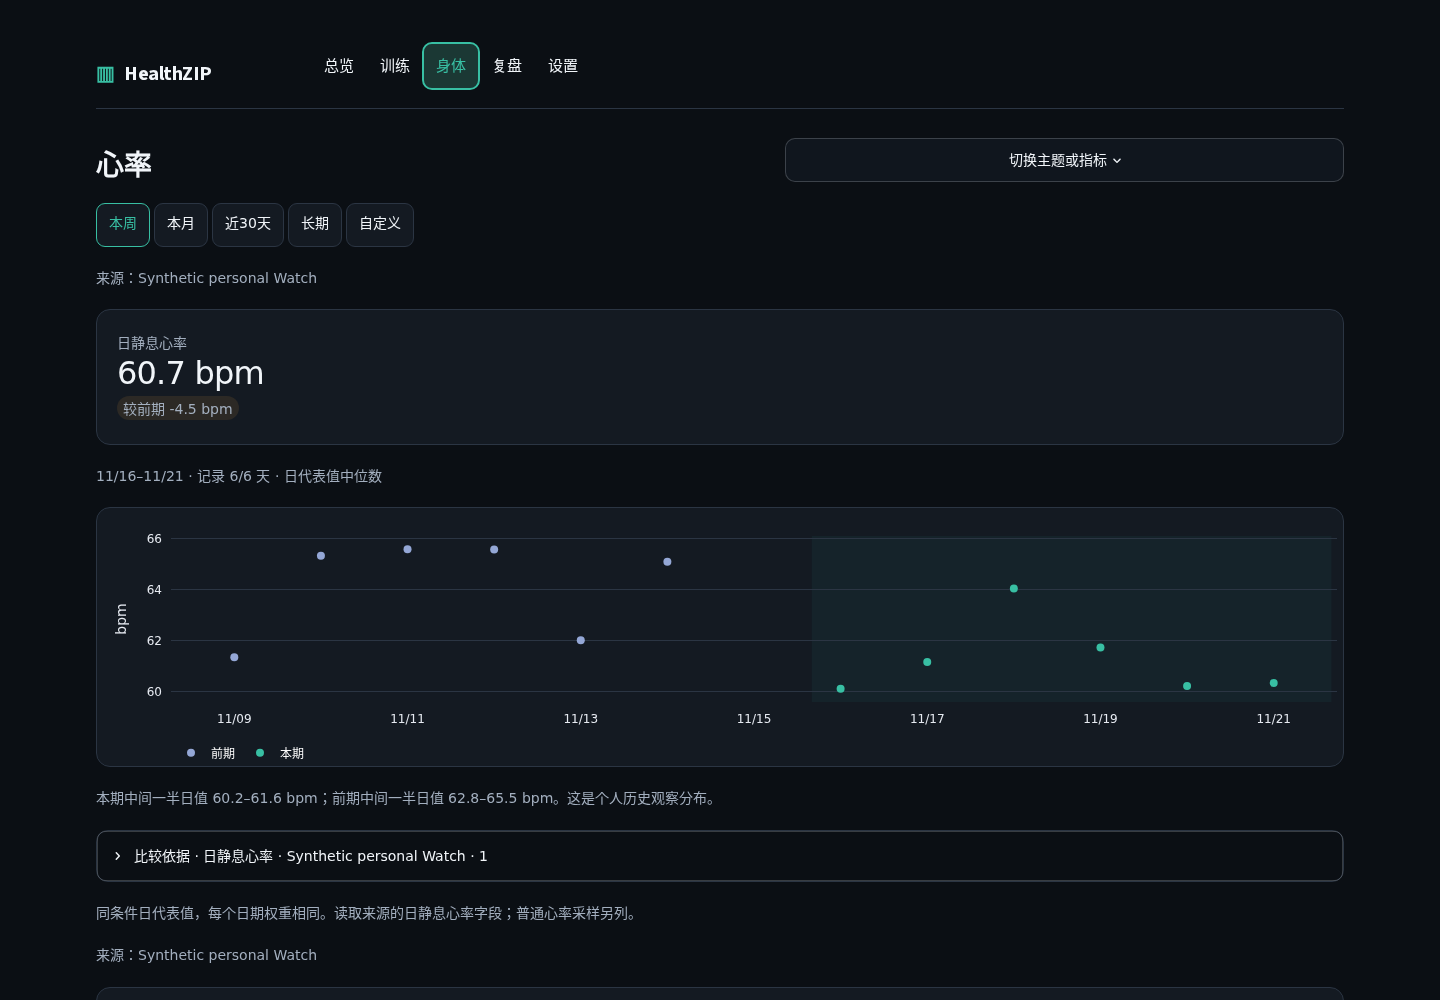 HealthZIP
总览 训练 身体 复盘 设置
心率
切换主题或指标
本周 本月 近30天 长期 自定义
来源：Synthetic personal Watch
日静息心率
60.7 bpm
较前期 -4.5 bpm
11/16–11/21 · 记录 6/6 天 · 日代表值中位数
66
64
62
60
bpm
11/09 11/11 11/13 11/15 11/17 11/19 11/21
前期 本期
本期中间一半日值 60.2–61.6 bpm；前期中间一半日值 62.8–65.5 bpm。这是个人历史观察分布。
比较依据 · 日静息心率 · Synthetic personal Watch · 1
同条件日代表值，每个日期权重相同。读取来源的日静息心率字段；普通心率采样另列。
来源：Synthetic personal Watch